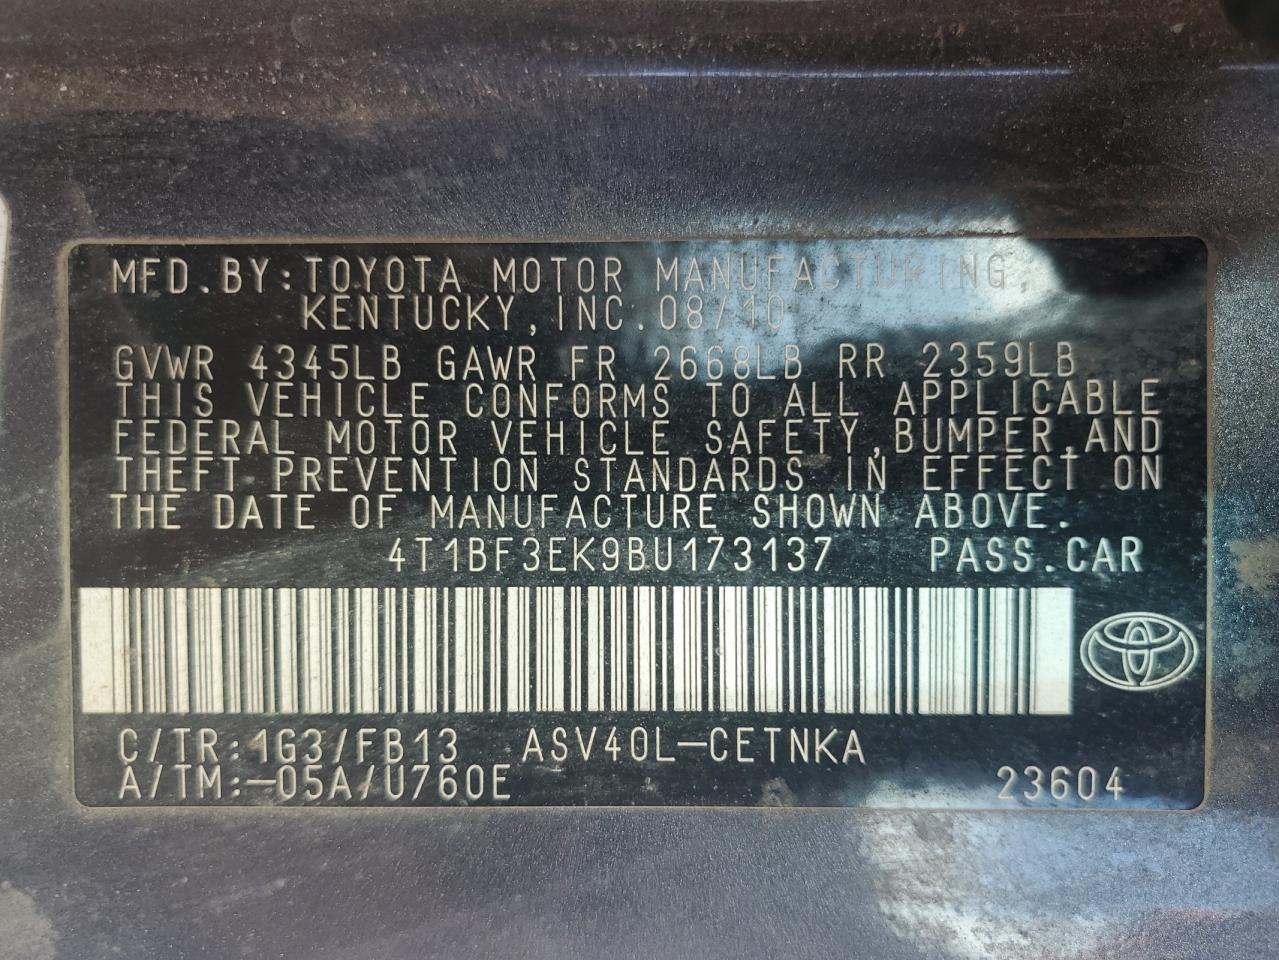 MFD.BY:TOYOTA MOTOR MANUFACTURING,
KENTUCKY,INC.08/10
GVWR 4345LB GAWR FR 2668LB RR 2359LB
THIS VEHICLE CONFORMS TO ALL APPLICABLE
FEDERAL MOTOR VEHICLE SAFETY,BUMPER,AND
THEFT PREVENTION STANDARDS IN EFFECT ON
THE DATE OF MANUFACTURE SHOWN ABOVE.
4T1BF3EK9BU173137 PASS.CAR
C/TR:1G3/FB13 ASV40L-CETNKA
A/TM:-05A/U760E 23604